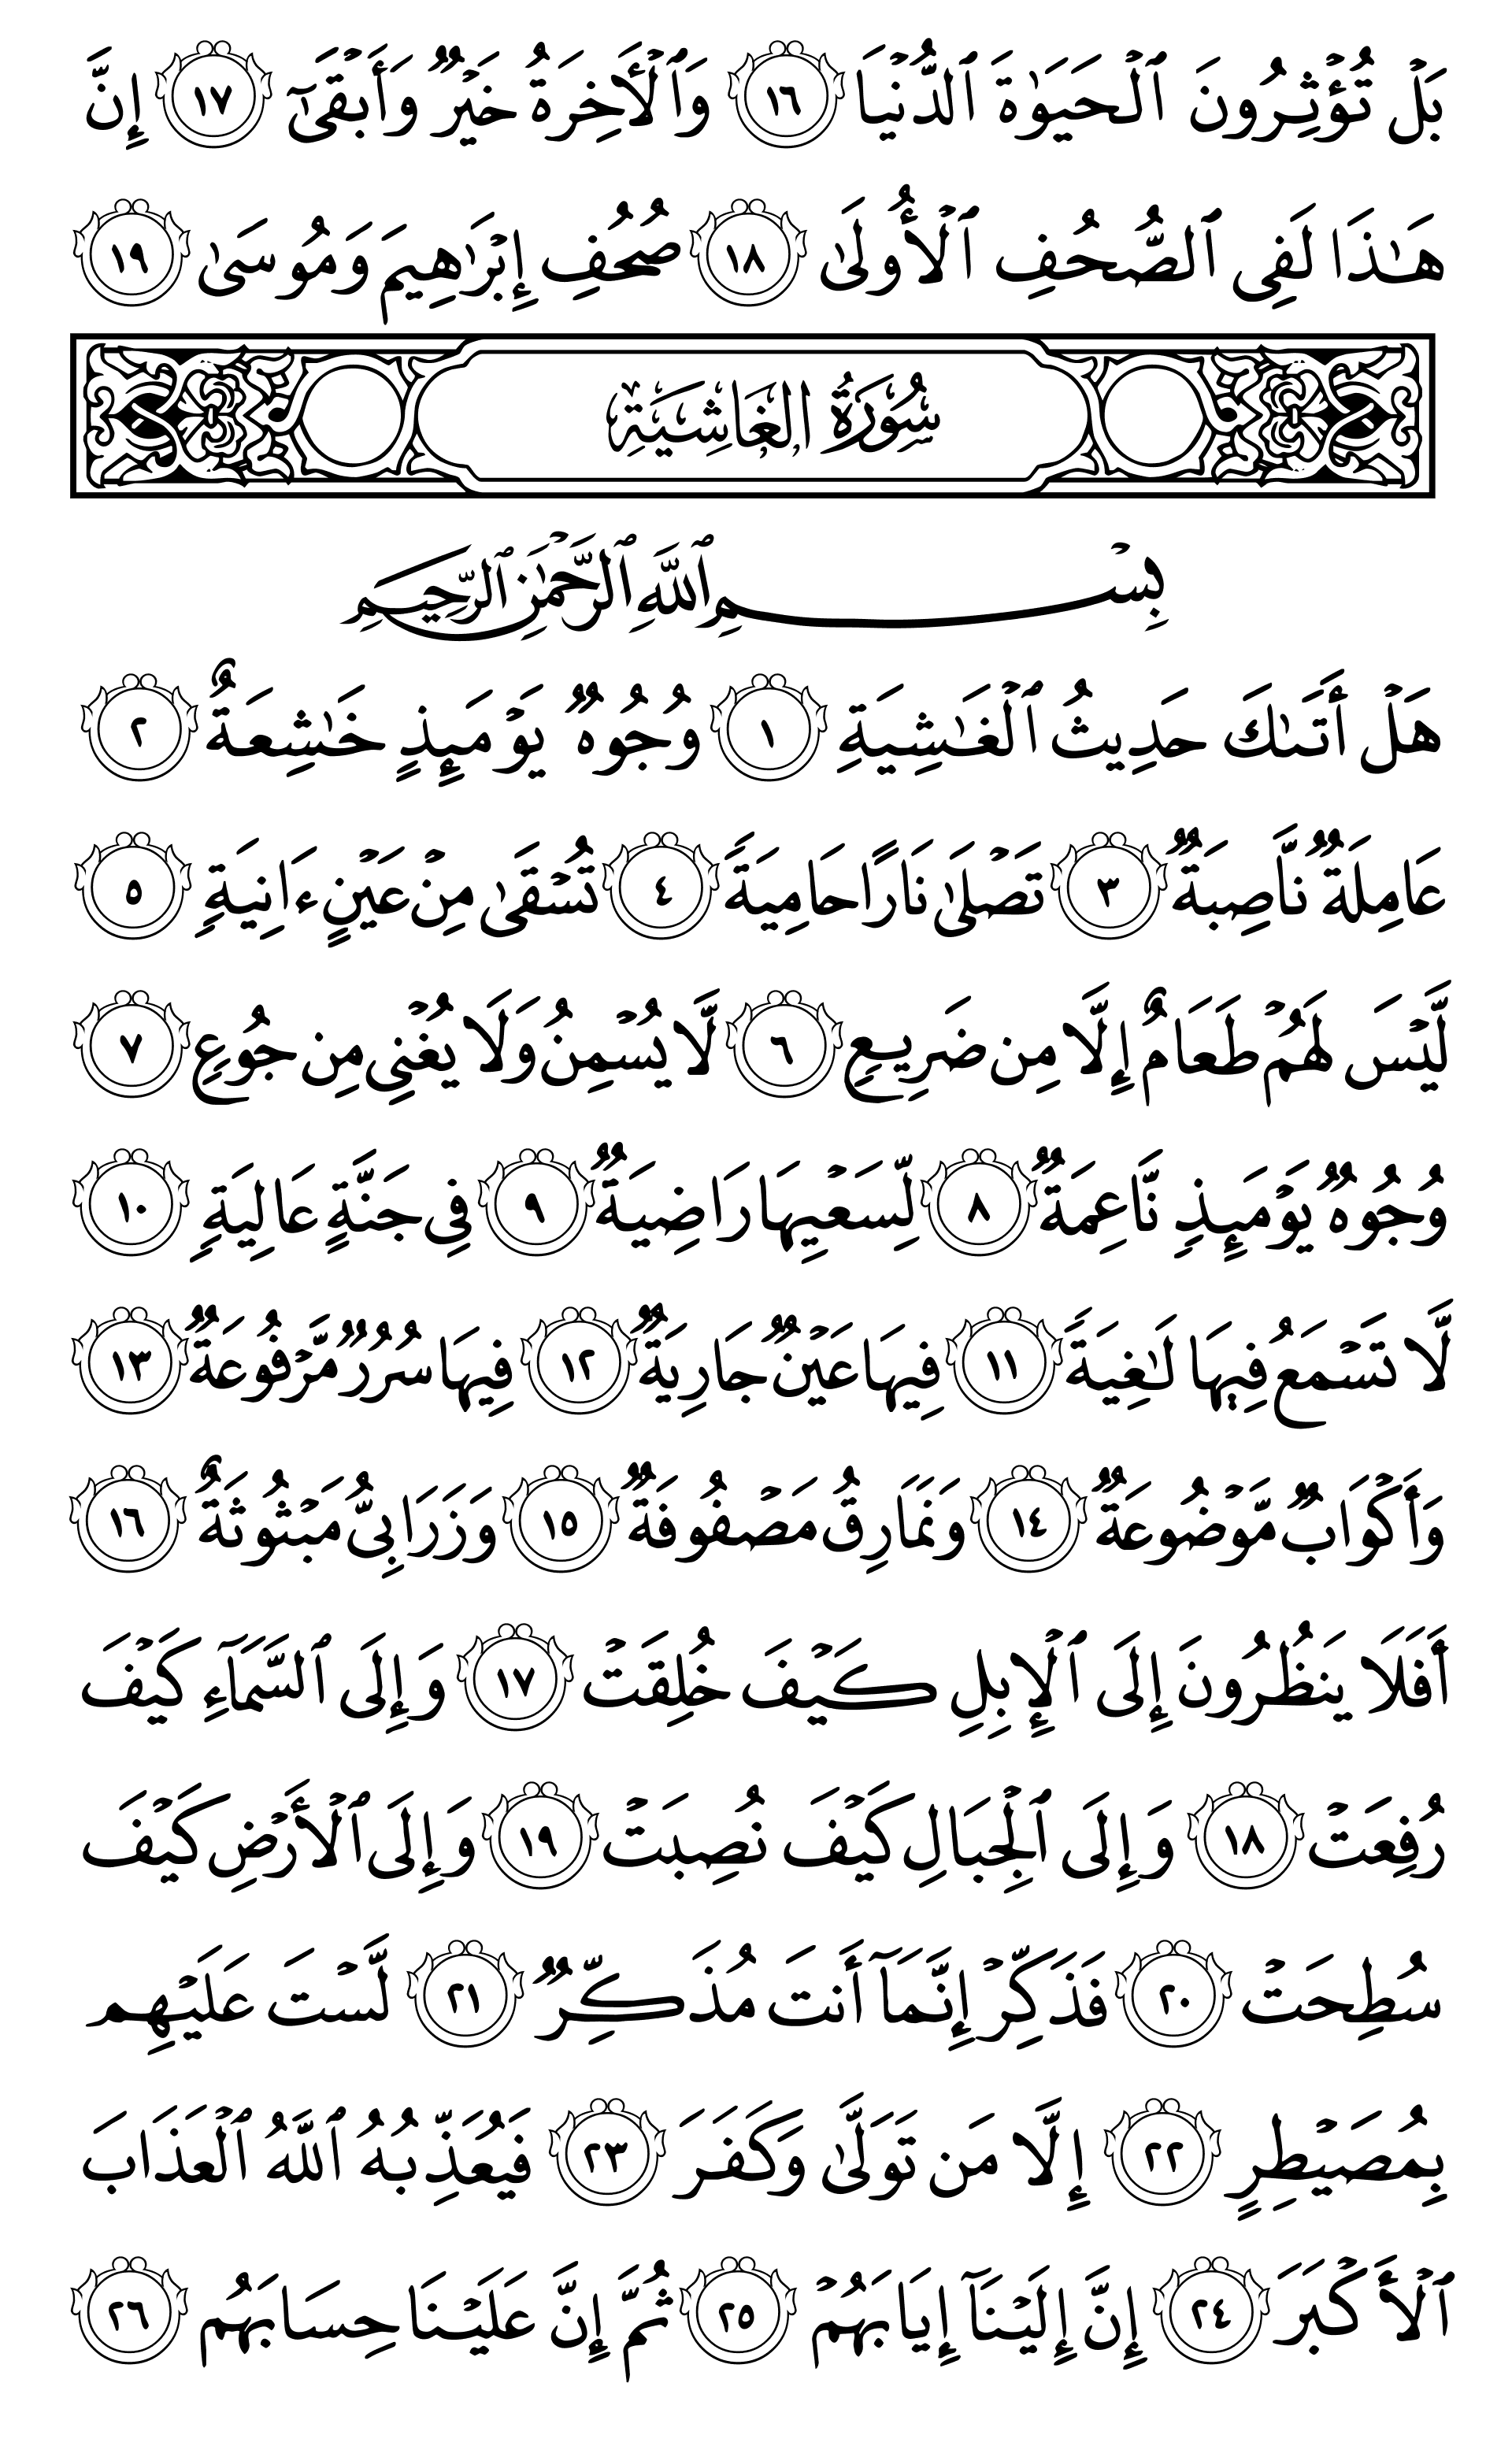 بَلۡ تُؤۡثِرُونَ ٱلۡحَيَوٰةَ ٱلدُّنۡيَا ١٦ وَٱلۡأٓخِرَةُ خَيۡرٞ وَأَبۡقَىٰٓ ١٧ إِنَّ
هَٰذَا لَفِي ٱلصُّحُفِ ٱلۡأُولَىٰ ١٨ صُحُفِ إِبۡرَٰهِيمَ وَمُوسَىٰ ١٩
سُورَةُ الغَاشِيَةِ
بِسۡمِ ٱللَّهِ ٱلرَّحۡمَٰنِ ٱلرَّحِيمِ
هَلۡ أَتَىٰكَ حَدِيثُ ٱلۡغَٰشِيَةِ ١ وُجُوهٞ يَوۡمَئِذٍ خَٰشِعَةٌ ٢
عَامِلَةٞ نَّاصِبَةٞ ٣ تَصۡلَىٰ نَارًا حَامِيَةٗ ٤ تُسۡقَىٰ مِنۡ عَيۡنٍ ءَانِيَةٖ ٥
لَّيۡسَ لَهُمۡ طَعَامٌ إِلَّا مِن ضَرِيعٖ ٦ لَّا يُسۡمِنُ وَلَا يُغۡنِي مِن جُوعٖ ٧
وُجُوهٞ يَوۡمَئِذٖ نَّاعِمَةٞ ٨ لِّسَعۡيِهَا رَاضِيَةٞ ٩ فِي جَنَّةٍ عَالِيَةٖ ١٠
لَّا تَسۡمَعُ فِيهَا لَٰغِيَةٗ ١١ فِيهَا عَيۡنٞ جَارِيَةٞ ١٢ فِيهَا سُرُرٞ مَّرۡفُوعَةٞ ١٣
وَأَكۡوَابٞ مَّوۡضُوعَةٞ ١٤ وَنَمَارِقُ مَصۡفُوفَةٞ ١٥ وَزَرَابِيُّ مَبۡثُوثَةٌ ١٦
أَفَلَا يَنظُرُونَ إِلَى ٱلۡإِبِلِ كَيۡفَ خُلِقَتۡ ١٧ وَإِلَى ٱلسَّمَآءِ كَيۡفَ
رُفِعَتۡ ١٨ وَإِلَى ٱلۡجِبَالِ كَيۡفَ نُصِبَتۡ ١٩ وَإِلَى ٱلۡأَرۡضِ كَيۡفَ
سُطِحَتۡ ٢٠ فَذَكِّرۡ إِنَّمَآ أَنتَ مُذَكِّرٞ ٢١ لَّسۡتَ عَلَيۡهِم
بِمُصَيۡطِرٍ ٢٢ إِلَّا مَن تَوَلَّىٰ وَكَفَرَ ٢٣ فَيُعَذِّبُهُ ٱللَّهُ ٱلۡعَذَابَ
ٱلۡأَكۡبَرَ ٢٤ إِنَّ إِلَيۡنَآ إِيَابَهُمۡ ٢٥ ثُمَّ إِنَّ عَلَيۡنَا حِسَابَهُم ٢٦